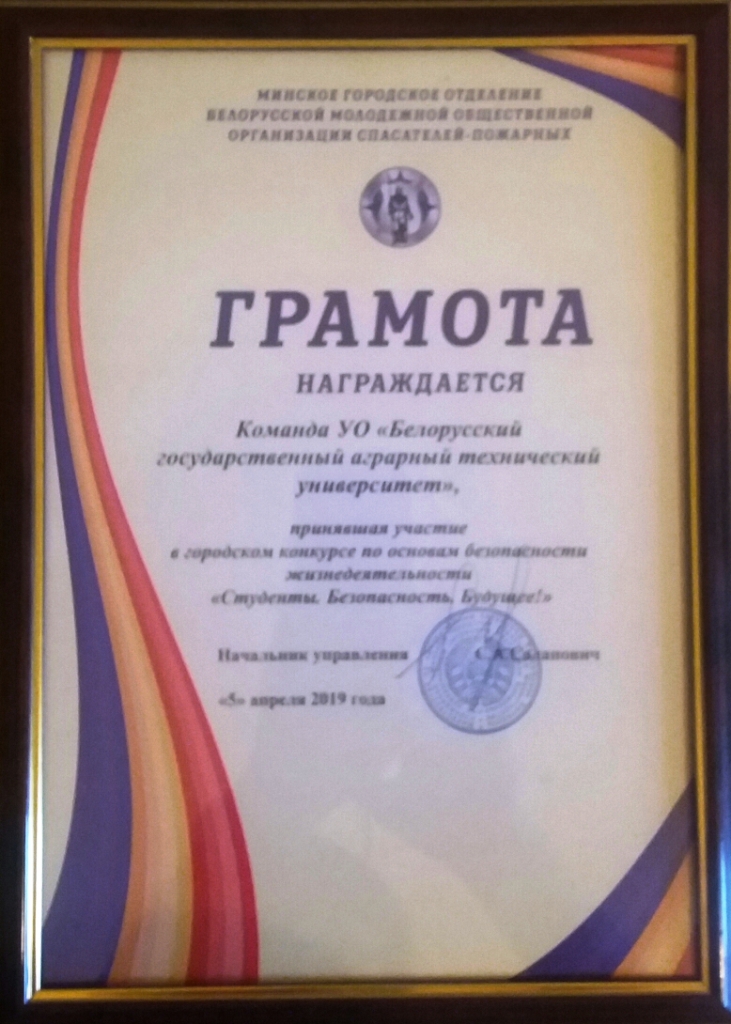 МИНСКОЕ ГОРОДСКОЕ ОТДЕЛЕНИЕ
БЕЛОРУССКОЙ МОЛОДЕЖНОЙ ОБЩЕСТВЕННОЙ
ОРГАНИЗАЦИИ СПАСАТЕЛЕЙ-ПОЖАРНЫХ
ГРАМОТА
НАГРАЖДАЕТСЯ
Команда УО «Белорусский
государственный аграрный технический
университет»,
принявшая участие
в городском конкурсе по основам безопасности
жизнедеятельности
«Студенты. Безопасность. Будущее!»
Начальник управления
«5» апреля 2019 года